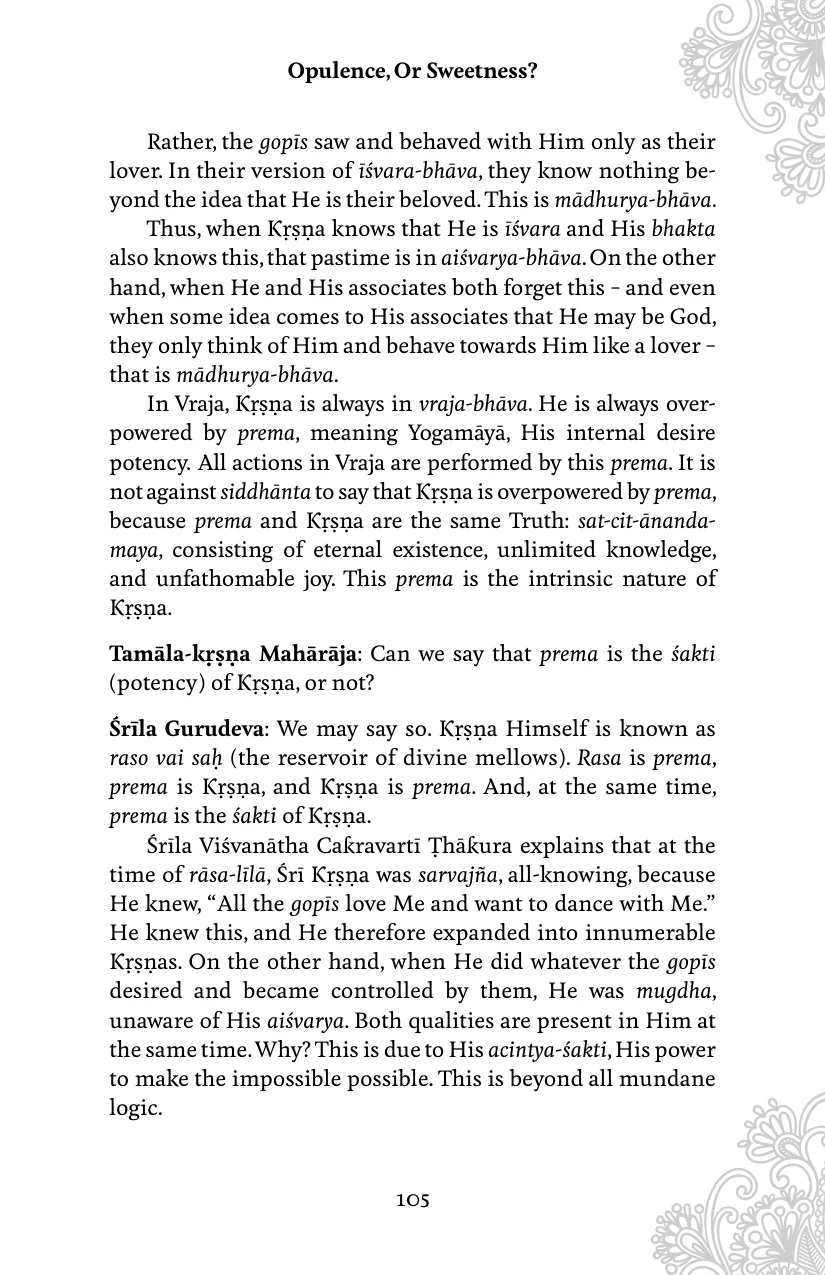 Opulence, Or Sweetness?
Rather, the gopīs saw and behaved with Him only as their
lover. In their version of īśvara-bhāva, they know nothing be-
yond the idea that He is their beloved. This is mādhurya-bhāva.
Thus, when Kṛṣṇa knows that He is īśvara and His bhakta
also knows this, that pastime is in aiśvarya-bhāva. On the other
hand, when He and His associates both forget this – and even
when some idea comes to His associates that He may be God,
they only think of Him and behave towards Him like a lover –
that is mādhurya-bhāva.
In Vraja, Kṛṣṇa is always in vraja-bhāva. He is always over-
powered by prema, meaning Yogamāyā, His internal desire
potency. All actions in Vraja are performed by this prema. It is
not against siddhānta to say that Kṛṣṇa is overpowered by prema,
because prema and Kṛṣṇa are the same Truth: sat-cit-ānanda-
maya, consisting of eternal existence, unlimited knowledge,
and unfathomable joy. This prema is the intrinsic nature of
Kṛṣṇa.
Tamāla-kṛṣṇa Mahārāja: Can we say that prema is the śakti
(potency) of Kṛṣṇa, or not?
Śrīla Gurudeva: We may say so. Kṛṣṇa Himself is known as
raso vai saḥ (the reservoir of divine mellows). Rasa is prema,
prema is Kṛṣṇa, and Kṛṣṇa is prema. And, at the same time,
prema is the śakti of Kṛṣṇa.
Śrīla Viśvanātha Cakravartī Ṭhākura explains that at the
time of rāsa-līlā, Śrī Kṛṣṇa was sarvajña, all-knowing, because
He knew, “All the gopīs love Me and want to dance with Me.”
He knew this, and He therefore expanded into innumerable
Kṛṣṇas. On the other hand, when He did whatever the gopīs
desired and became controlled by them, He was mugdha,
unaware of His aiśvarya. Both qualities are present in Him at
the same time. Why? This is due to His acintya-śakti, His power
to make the impossible possible. This is beyond all mundane
logic.
105